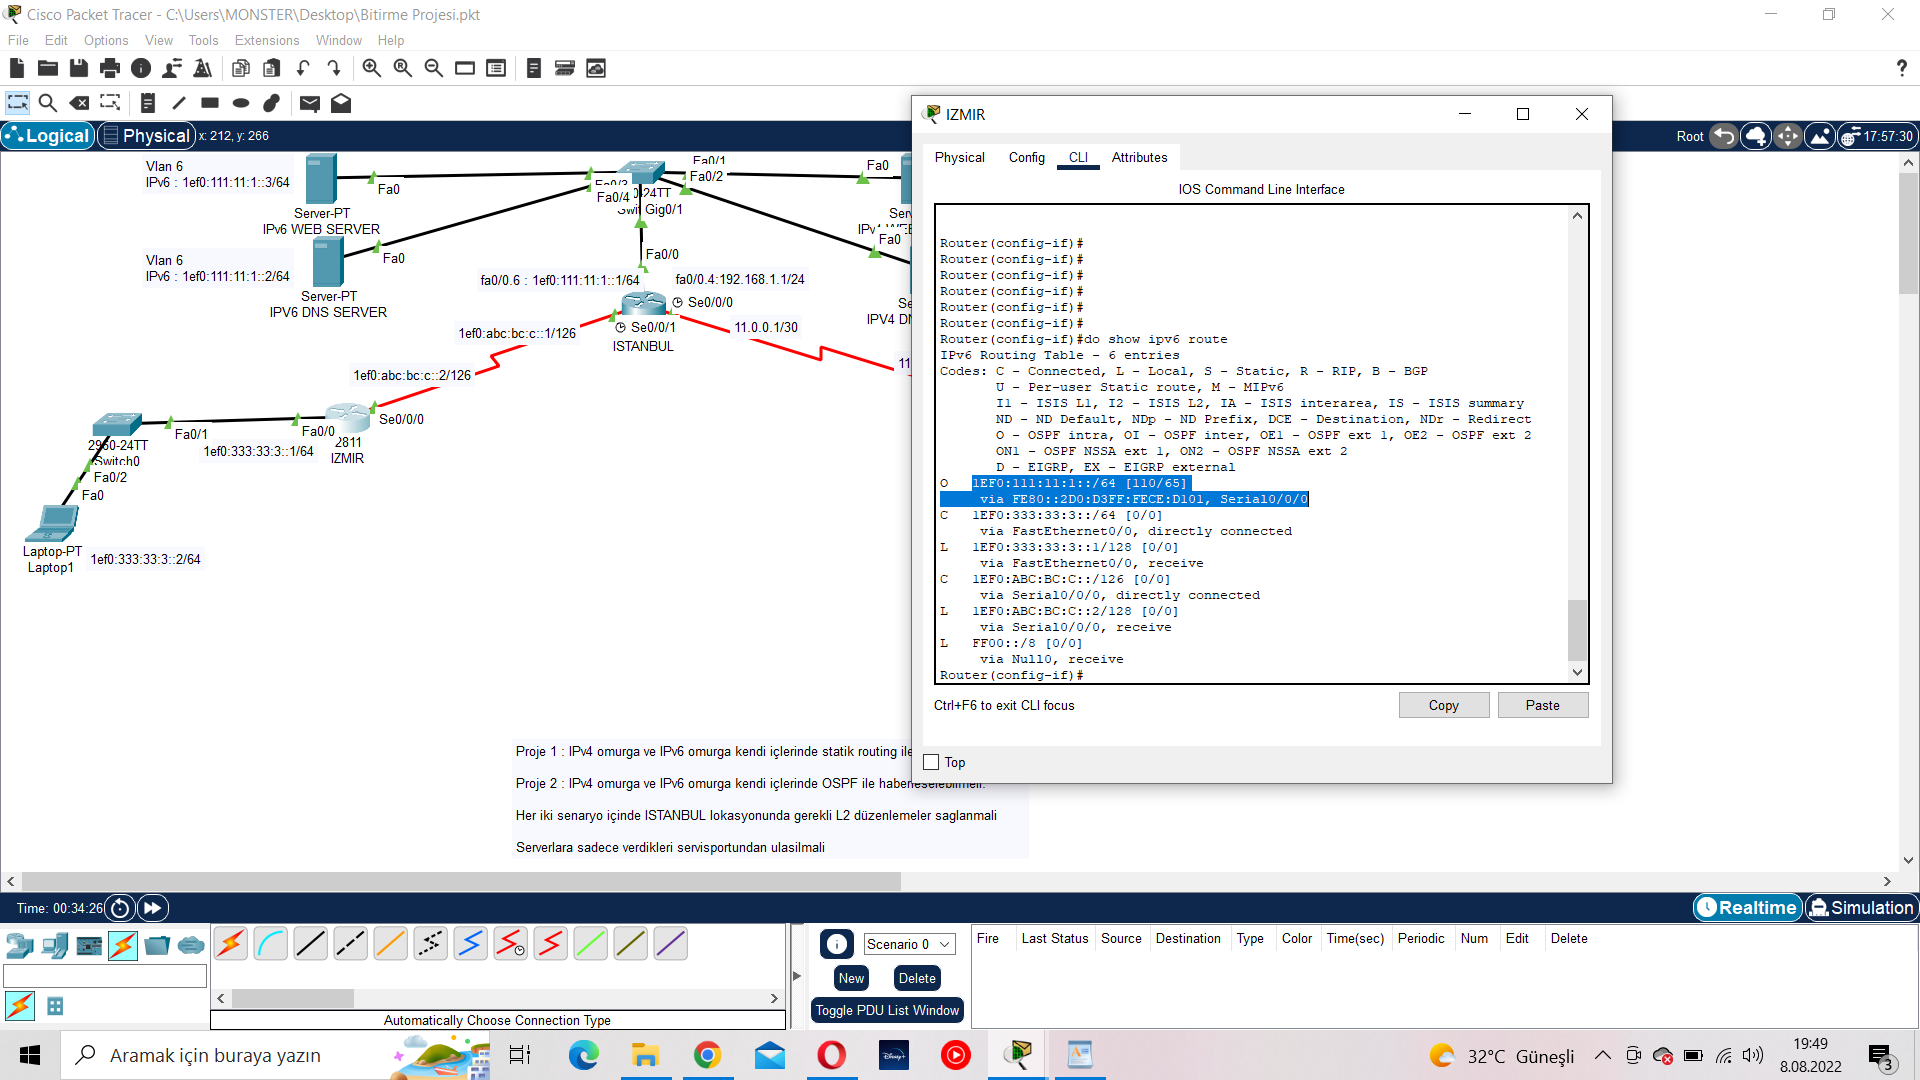 Cisco Packet Tracer - C:\Users\MONSTER\Desktop\Bitirme Projesi.pkt
File Edit Options View Tools Extensions Window Help
Logical Physical x: 212, y: 266
Root 17:57:30
Vlan 6
IPv6 : 1ef0:111:11:1::3/64
Fa0
Server-PT
IPv6 WEB SERVER
Vlan 6
IPv6 : 1ef0:111:11:1::2/64
Fa0
Server-PT
IPV6 DNS SERVER
Fa0/1
Fa0/2
Fa0/3
Fa0/4
Gig0/1
Fa0
Fa0
Fa0/0
fa0/0.6 : 1ef0:111:11:1::1/64
fa0/0.4:192.168.1.1/24
Se0/0/0
Se0/0/1
ISTANBUL
11.0.0.1/30
11
IPV4
1ef0:abc:bc:c::1/126
1ef0:abc:bc:c::2/126
Se0/0/0
Fa0/0
2811
IZMIR
1ef0:333:33:3::1/64
Fa0/1
2950-24TT
Switch0
Fa0/2
Fa0
Laptop-PT
Laptop1
1ef0:333:33:3::2/64
Proje 1 : IPv4 omurga ve IPv6 omurga kendi içlerinde statik routing ile
Proje 2 : IPv4 omurga ve IPv6 omurga kendi içlerinde OSPF ile haberleselebilmeli.
Her iki senaryo içinde ISTANBUL lokasyonunda gerekli L2 düzenlemeler saglanmali
Serverlara sadece verdikleri servisportundan ulasilmali
IZMIR
Physical Config CLI Attributes
IOS Command Line Interface
Router(config-if)#
Router(config-if)#
Router(config-if)#
Router(config-if)#
Router(config-if)#
Router(config-if)#
Router(config-if)#do show ipv6 route
IPv6 Routing Table - 6 entries
Codes: C - Connected, L - Local, S - Static, R - RIP, B - BGP
U - Per-user Static route, M - MIPv6
I1 - ISIS L1, I2 - ISIS L2, IA - ISIS interarea, IS - ISIS summary
ND - ND Default, NDp - ND Prefix, DCE - Destination, NDr - Redirect
O - OSPF intra, OI - OSPF inter, OE1 - OSPF ext 1, OE2 - OSPF ext 2
ON1 - OSPF NSSA ext 1, ON2 - OSPF NSSA ext 2
D - EIGRP, EX - EIGRP external
O 1EF0:111:11:1::/64 [110/65]
via FE80::2D0:D3FF:FECE:D101, Serial0/0/0
C 1EF0:333:33:3::/64 [0/0]
via FastEthernet0/0, directly connected
L 1EF0:333:33:3::1/128 [0/0]
via FastEthernet0/0, receive
C 1EF0:ABC:BC:C::/126 [0/0]
via Serial0/0/0, directly connected
L 1EF0:ABC:BC:C::2/128 [0/0]
via Serial0/0/0, receive
L FF00::/8 [0/0]
via Null0, receive
Router(config-if)#
Ctrl+F6 to exit CLI focus
Copy Paste
Top
Time: 00:34:26
Realtime Simulation
Automatically Choose Connection Type
Scenario 0
New Delete
Toggle PDU List Window
Fire Last Status Source Destination Type Color Time(sec) Periodic Num Edit Delete
Aramak için buraya yazın
Disney+
32°C Güneşli
19:49
8.08.2022
3